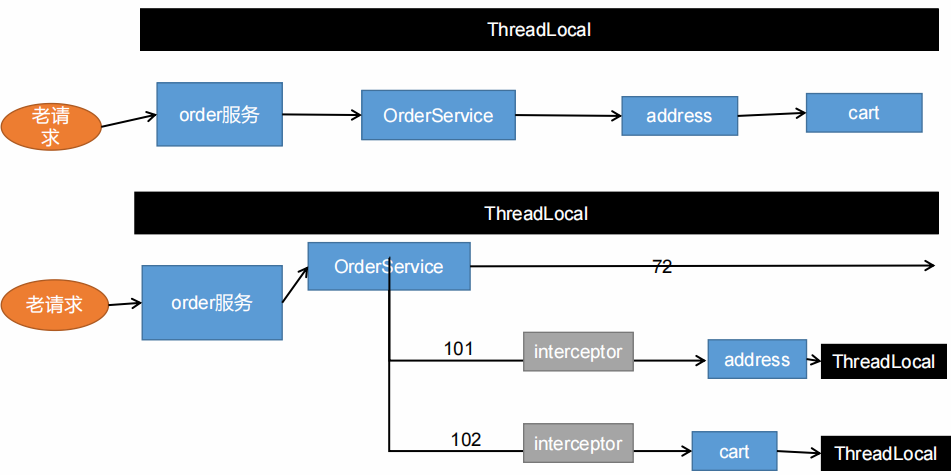 ThreadLocal
老请
求
order服务
OrderService
address
cart
ThreadLocal
OrderService
72
老请求
order服务
101
interceptor
address
ThreadLocal
102
interceptor
cart
ThreadLocal